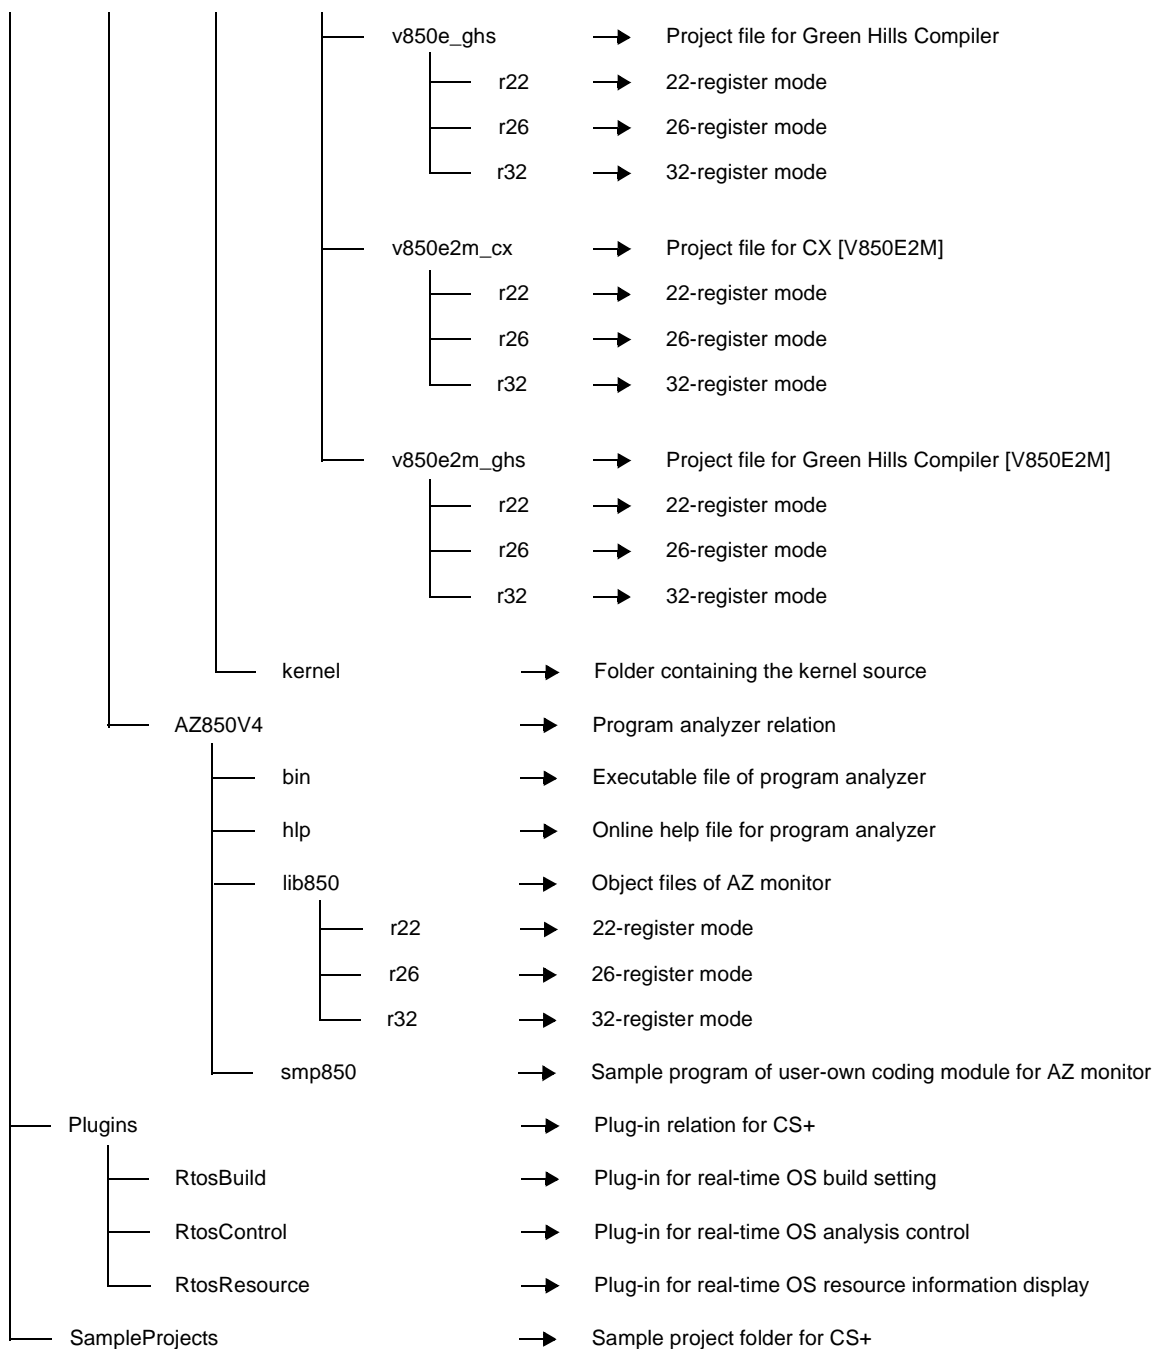 v850e_ghs Project file for Green Hills Compiler
r22 22-register mode
r26 26-register mode
r32 32-register mode
v850e2m_cx Project file for CX [V850E2M]
r22 22-register mode
r26 26-register mode
r32 32-register mode
v850e2m_ghs Project file for Green Hills Compiler [V850E2M]
r22 22-register mode
r26 26-register mode
r32 32-register mode
kernel Folder containing the kernel source
AZ850V4 Program analyzer relation
bin Executable file of program analyzer
hlp Online help file for program analyzer
lib850 Object files of AZ monitor
r22 22-register mode
r26 26-register mode
r32 32-register mode
smp850 Sample program of user-own coding module for AZ monitor
Plugins Plug-in relation for CS+
RtosBuild Plug-in for real-time OS build setting
RtosControl Plug-in for real-time OS analysis control
RtosResource Plug-in for real-time OS resource information display
SampleProjects Sample project folder for CS+